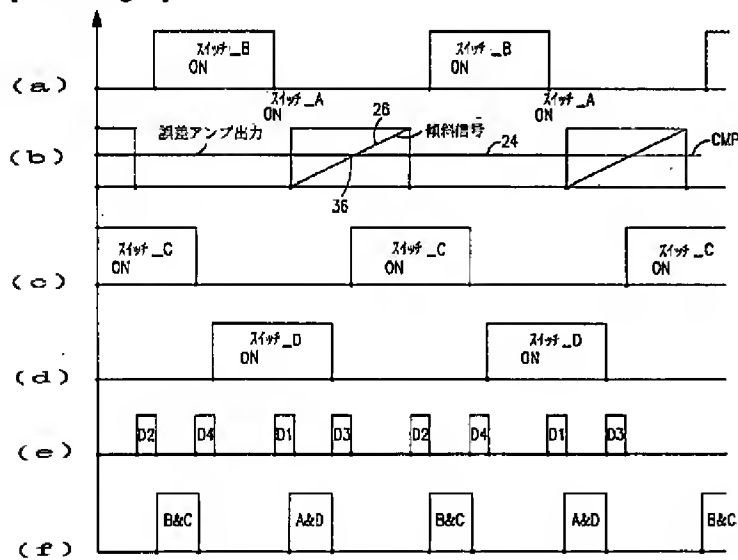 (a)
スイッチ_B
ON
スイッチ_B
ON
スイッチ_A
ON
スイッチ_A
ON
(b)
誤差アンプ出力
26
傾斜信号
24
CMP
36
(c)
スイッチ_C
ON
スイッチ_C
ON
スイッチ_C
ON
(d)
スイッチ_D
ON
スイッチ_D
ON
(e)
D2 D4 D1 D3 D2 D4 D1 D3
(f)
B&C A&D B&C A&D B&C